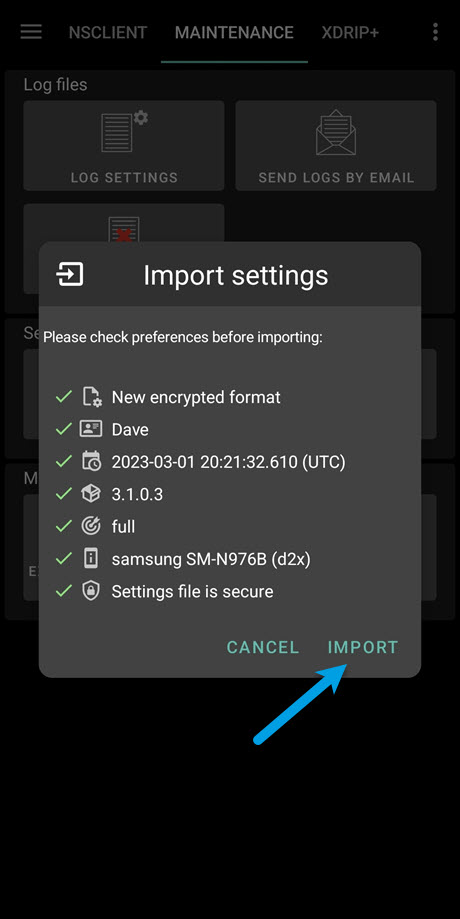 NSCLIENT MAINTENANCE XDRIP+
Log files
LOG SETTINGS
SEND LOGS BY EMAIL
Import settings
Please check preferences before importing:
New encrypted format
Dave
2023-03-01 20:21:32.610 (UTC)
3.1.0.3
full
samsung SM-N976B (d2x)
Settings file is secure
CANCEL IMPORT